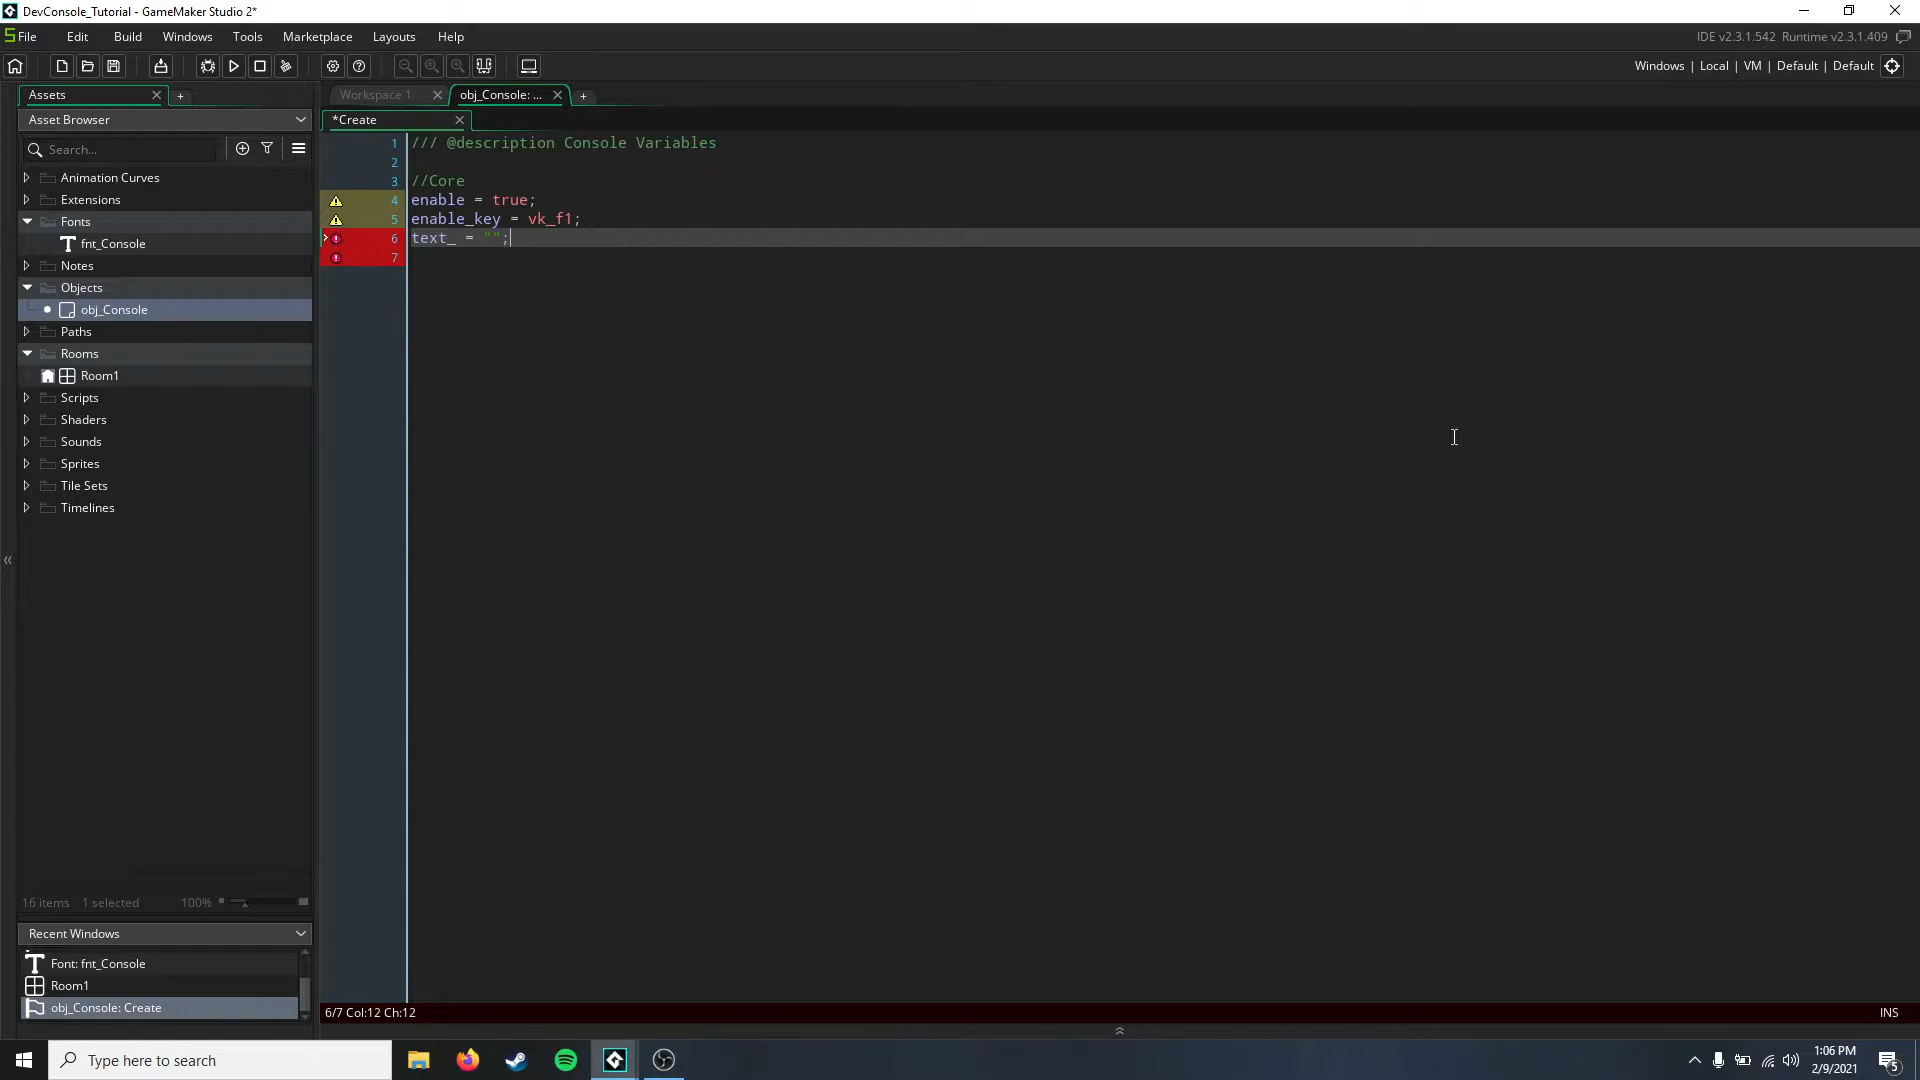 DevConsole_Tutorial - GameMaker Studio 2*
File Edit Build Windows Tools Marketplace Layouts Help
IDE v2.3.1.542 Runtime v2.3.1.409
Windows | Local | VM | Default | Default
Assets
Workspace 1 obj_Console: ...
Asset Browser
*Create
Search...
1 /// @description Console Variables
2
3 //Core
4 enable = true;
5 enable_key = vk_f1;
6 text_ = "";
7
Animation Curves
Extensions
Fonts
fnt_Console
Notes
Objects
obj_Console
Paths
Rooms
Room1
Scripts
Shaders
Sounds
Sprites
Tile Sets
Timelines
16 items 1 selected 100%
Recent Windows
Font: fnt_Console
Room1
obj_Console: Create
6/7 Col:12 Ch:12
INS
Type here to search
1:06 PM
2/9/2021
5